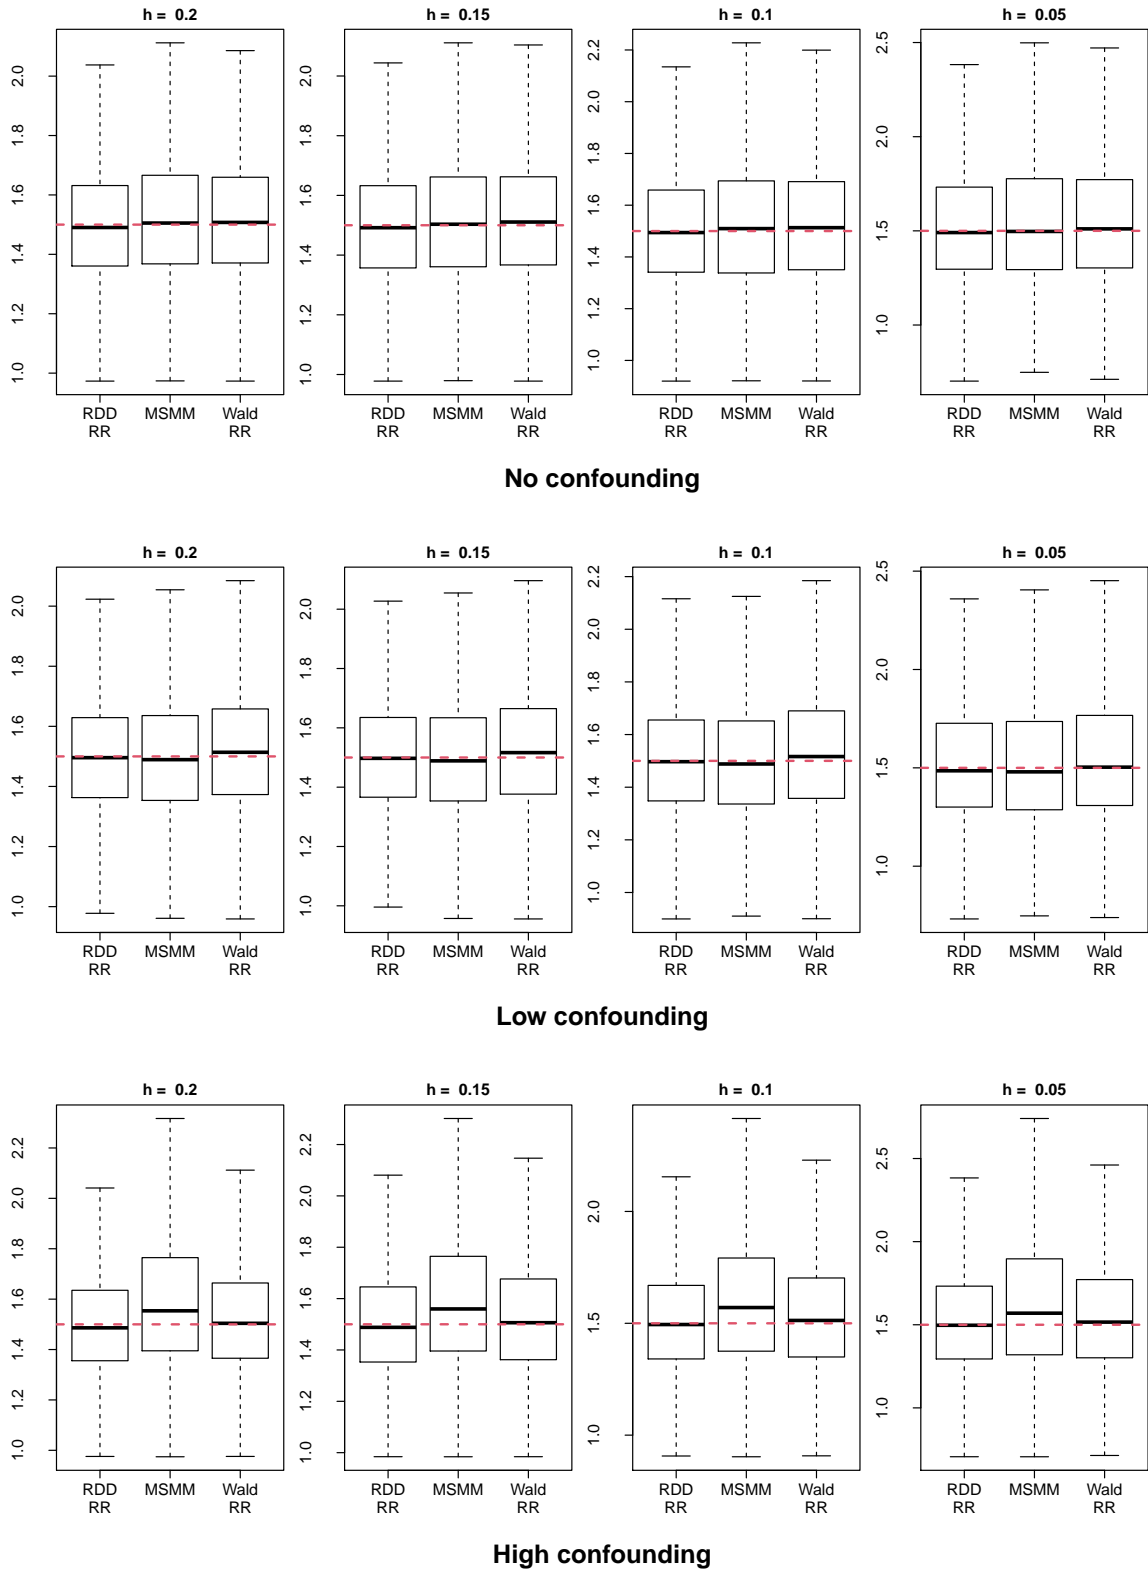 h = 0.2
2.0
1.8
1.6
1.4
1.2
1.0
RDD RR
MSMM
Wald RR
h = 0.15
2.0
1.8
1.6
1.4
1.2
1.0
RDD RR
MSMM
Wald RR
h = 0.1
2.2
2.0
1.8
1.6
1.4
1.2
1.0
RDD RR
MSMM
Wald RR
h = 0.05
2.5
2.0
1.5
1.0
RDD RR
MSMM
Wald RR
No confounding
h = 0.2
2.0
1.8
1.6
1.4
1.2
1.0
RDD RR
MSMM
Wald RR
h = 0.15
2.0
1.8
1.6
1.4
1.2
1.0
RDD RR
MSMM
Wald RR
h = 0.1
2.2
2.0
1.8
1.6
1.4
1.2
1.0
RDD RR
MSMM
Wald RR
h = 0.05
2.5
2.0
1.5
1.0
RDD RR
MSMM
Wald RR
Low confounding
h = 0.2
2.2
2.0
1.8
1.6
1.4
1.2
1.0
RDD RR
MSMM
Wald RR
h = 0.15
2.2
2.0
1.8
1.6
1.4
1.2
1.0
RDD RR
MSMM
Wald RR
h = 0.1
2.0
1.5
1.0
RDD RR
MSMM
Wald RR
h = 0.05
2.5
2.0
1.5
1.0
RDD RR
MSMM
Wald RR
High confounding